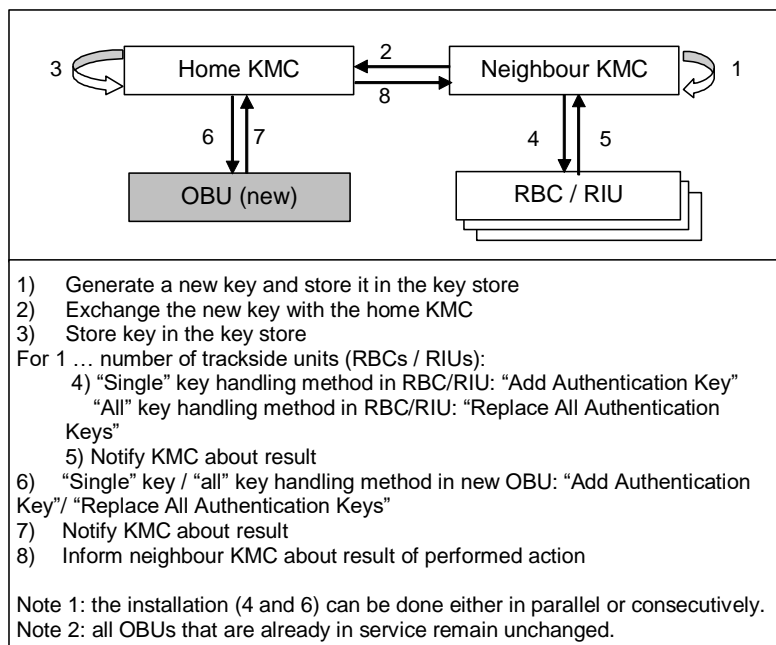 Home KMC
Neighbour KMC
3
2
8
1
6
7
4
5
OBU (new)
RBC / RIU
1) Generate a new key and store it in the key store
2) Exchange the new key with the home KMC
3) Store key in the key store
For 1 … number of trackside units (RBCs / RIUs):
4) “Single” key handling method in RBC/RIU: “Add Authentication Key”
“All” key handling method in RBC/RIU: “Replace All Authentication
Keys”
5) Notify KMC about result
6) “Single” key / “all” key handling method in new OBU: “Add Authentication
Key”/ “Replace All Authentication Keys”
7) Notify KMC about result
8) Inform neighbour KMC about result of performed action
Note 1: the installation (4 and 6) can be done either in parallel or consecutively.
Note 2: all OBUs that are already in service remain unchanged.